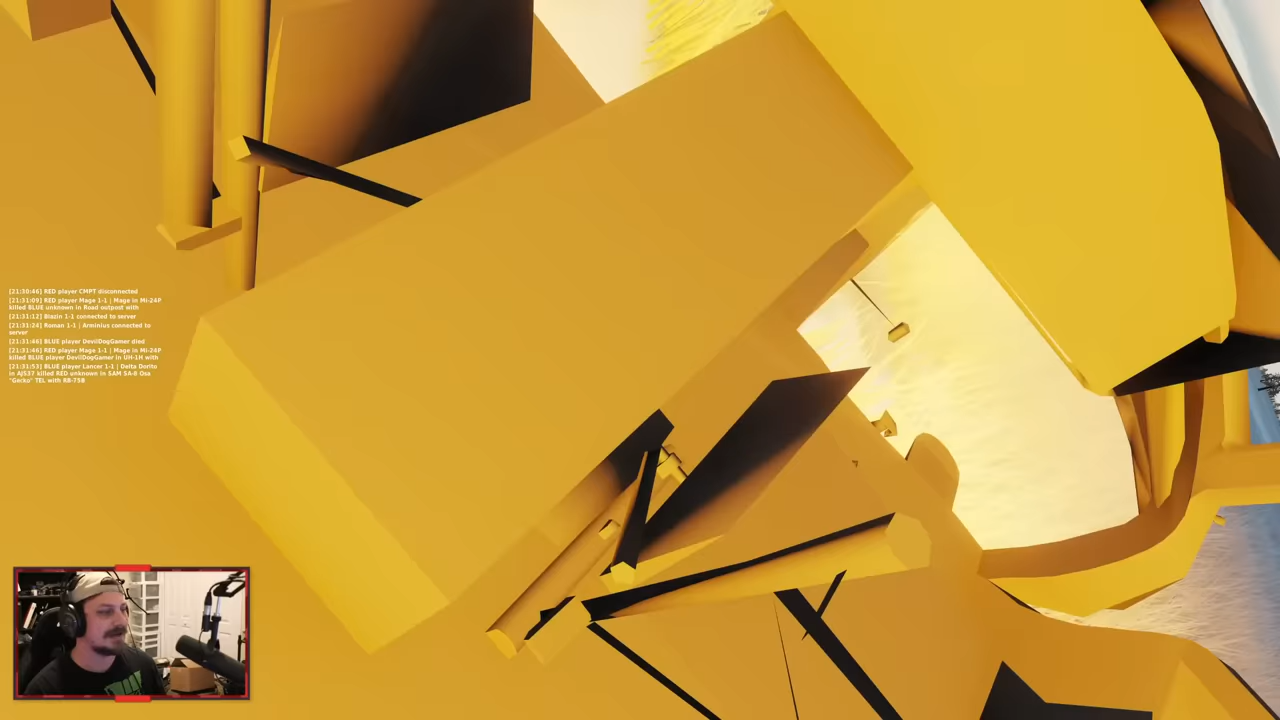 [21:30:46] RED player CMPT disconnected
[21:31:09] RED player Mage 1-1 | Mage in Mi-24P
killed BLUE unknown in Road outpost with
[21:31:12] Blazin 1-1 connected to server
[21:31:24] Roman 1-1 | Arminius connected to
server
[21:31:46] BLUE player DevilDogGamer died
[21:31:46] RED player Mage 1-1 | Mage in Mi-24P
killed BLUE player DevilDogGamer in UH-1H with
[21:31:53] BLUE player Lancer 1-1 | Delta Dorito
in AJS37 killed RED unknown in SAM SA-8 Osa
"Gecko" TEL with RB-75B